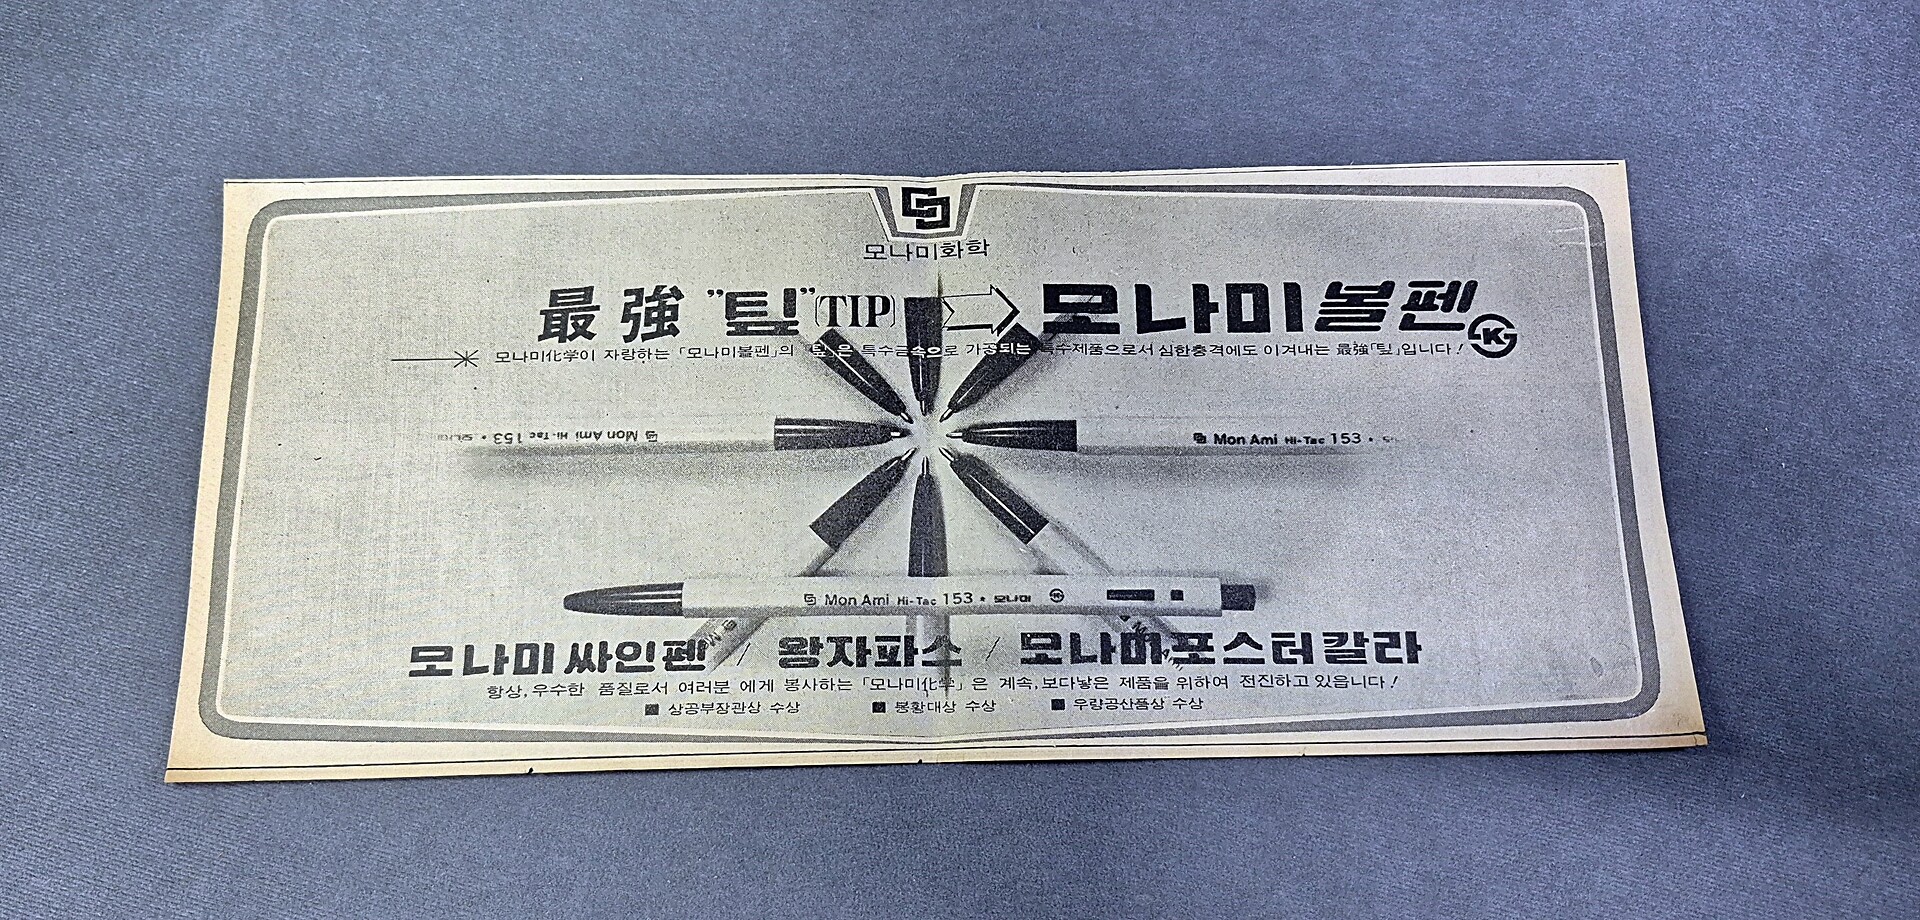 모나미화학
最強 "팁" (TIP) 모나미볼펜
모나미化学이 자랑하는 「모나미볼펜」의 「팁」은 특수금속으로 가공되는 특수제품으로서 심한충격에도 이겨내는 最強「팁」입니다!
모나미 • Mon Ami Hi-Tac 153
Mon Ami Hi-Tac 153 •
Mon Ami Hi-Tac 153 • 모나미 K
모나미싸인펜 / 왕자파스 / 모나미포스터칼라
항상, 우수한 품질로서 여러분 에게 봉사하는 「모나미化学」은 계속, 보다낳은 제품을 위하여 전진하고 있읍니다!
■ 상공부장관상 수상 ■ 봉황대상 수상 ■ 우량공산품상 수상